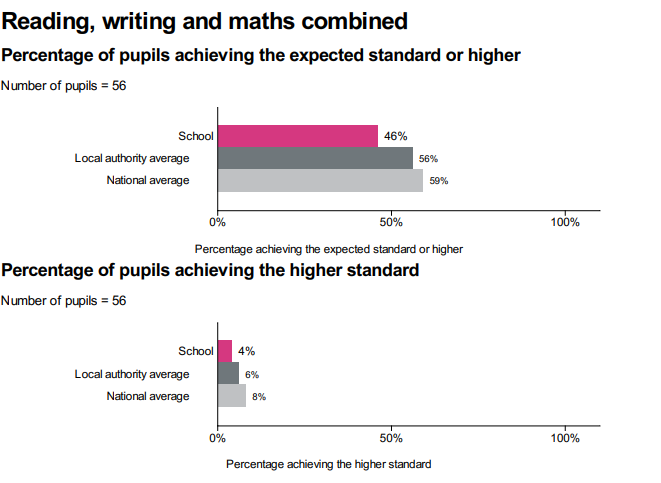 Reading, writing and maths combined
Percentage of pupils achieving the expected standard or higher
Number of pupils = 56
School 46%
Local authority average 56%
National average 59%
0% 50% 100%
Percentage achieving the expected standard or higher
Percentage of pupils achieving the higher standard
Number of pupils = 56
School 4%
Local authority average 6%
National average 8%
0% 50% 100%
Percentage achieving the higher standard